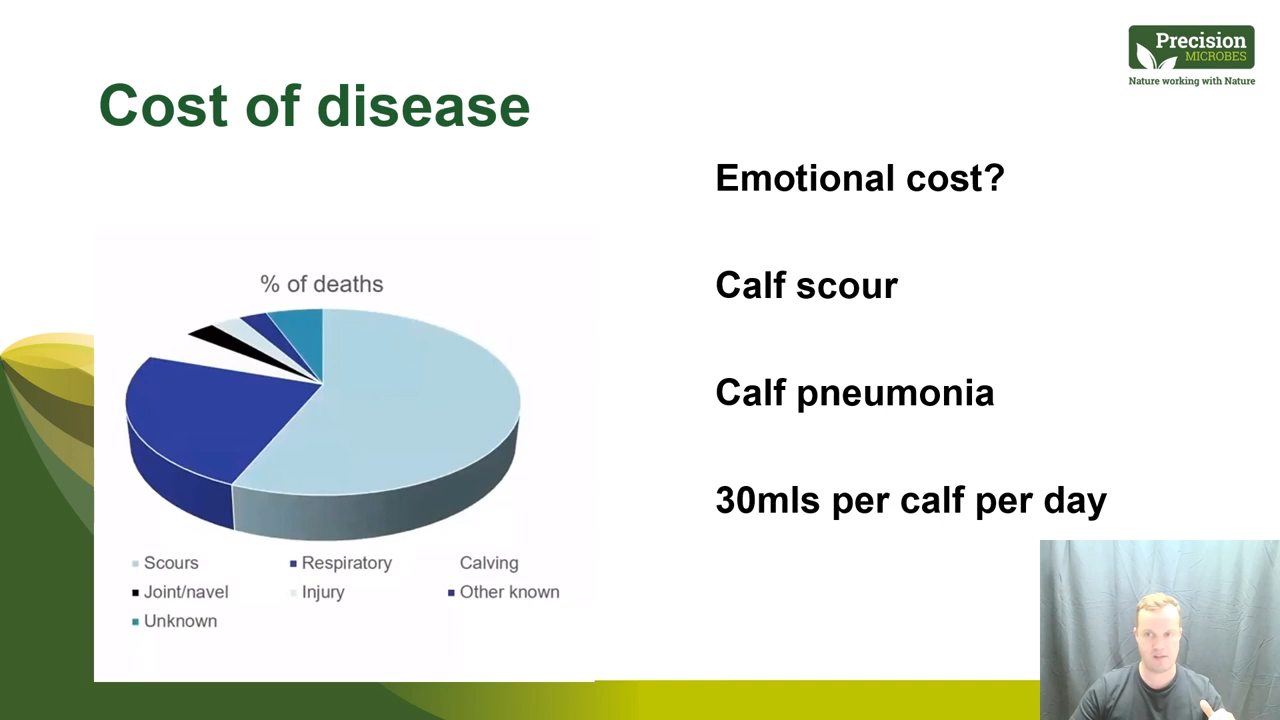 Precision
MICROBES
Nature working with Nature
Cost of disease
Emotional cost?
Calf scour
Calf pneumonia
30mls per calf per day
% of deaths
Scours
Respiratory
Calving
Joint/navel
Injury
Other known
Unknown